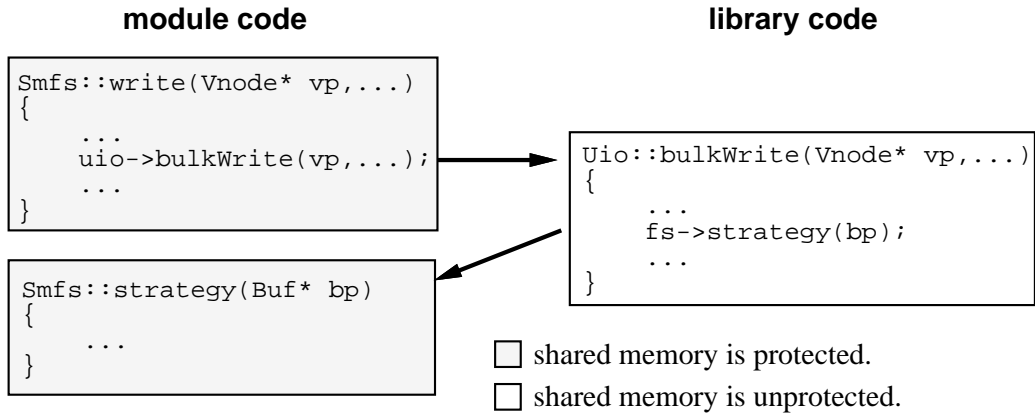 module code
library code
Smfs::write(Vnode* vp,...)
{
...
uio->bulkWrite(vp,...);
...
}
Uio::bulkWrite(Vnode* vp,...)
{
...
fs->strategy(bp);
...
}
Smfs::strategy(Buf* bp)
{
...
}
shared memory is protected.
shared memory is unprotected.